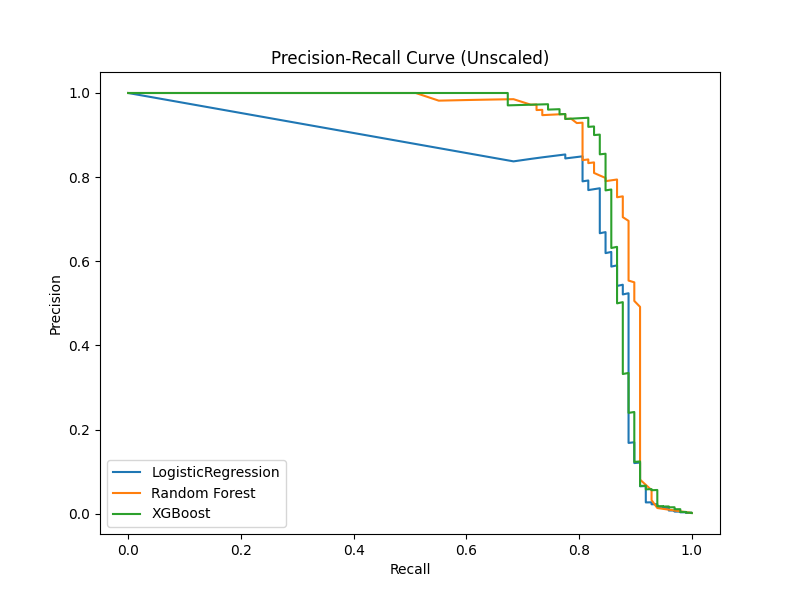 Precision-Recall Curve (Unscaled)
Precision
1.0
0.8
0.6
0.4
0.2
0.0
LogisticRegression
Random Forest
XGBoost
0.0 0.2 0.4 0.6 0.8 1.0
Recall